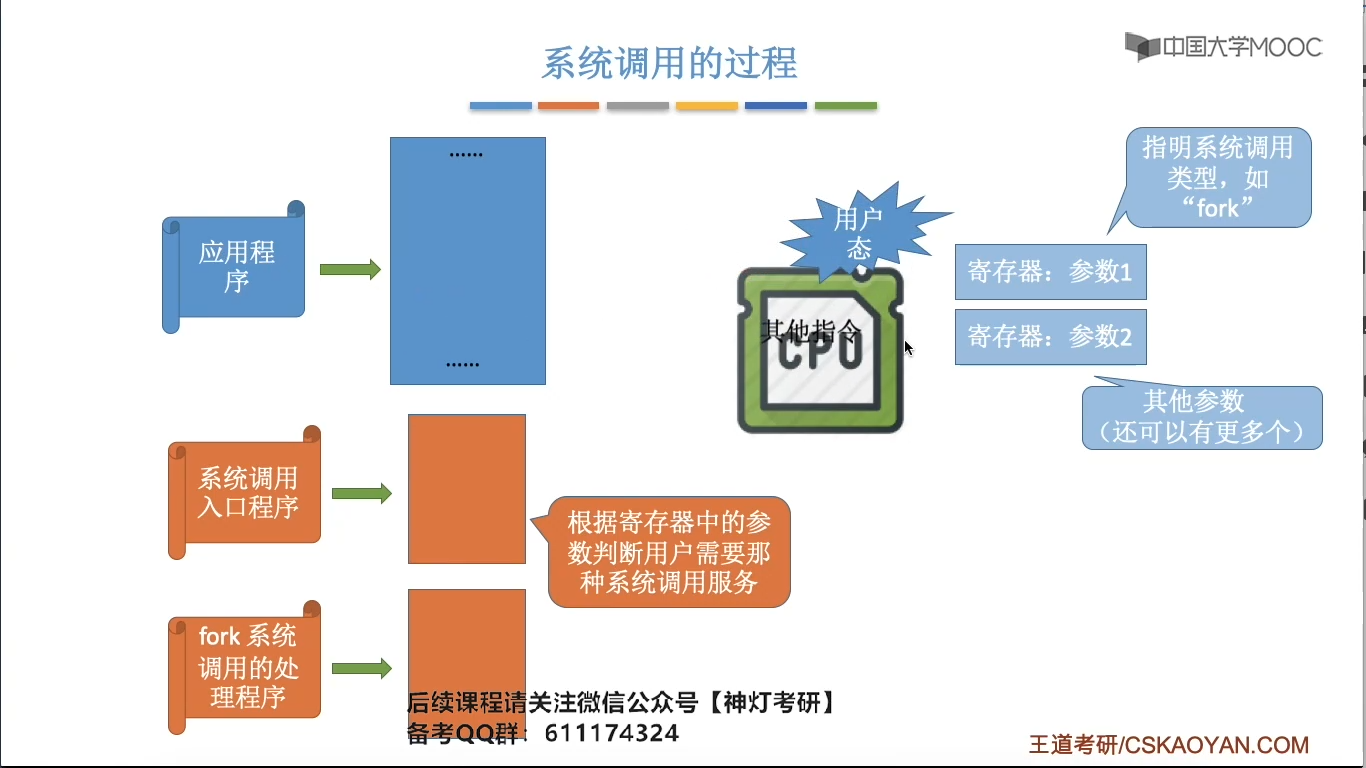 系统调用的过程
中国大学MOOC
......
应用程
序
......
用户
态
其他指令
CPU
指明系统调用
类型，如
“fork”
寄存器：参数1
寄存器：参数2
其他参数
（还可以有更多个）
系统调用
入口程序
根据寄存器中的参
数判断用户需要那
种系统调用服务
fork 系统
调用的处
理程序
后续课程请关注微信公众号【神灯考研】
备考QQ群：611174324
王道考研/CSKAOYAN.COM